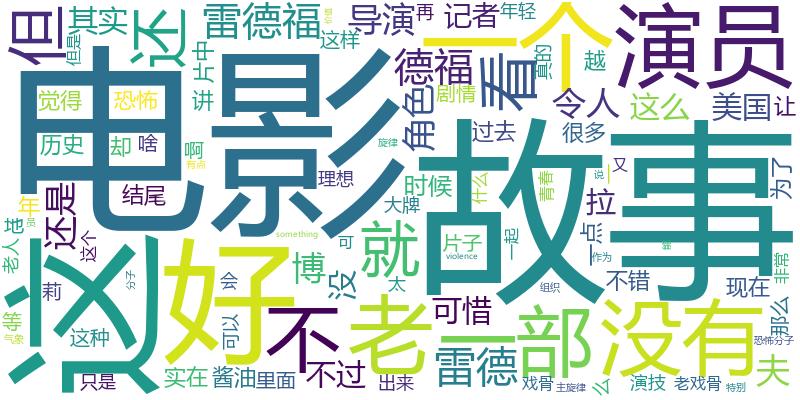 但
其实
但是
还
雷德福
导演
再
记者
年轻
一个
演员
这样
片中
讲
德福
看
真的
越
电影
觉得
恐怖
剧情
角色
令人
这么
美国
让
历史
却
啥
啊
旋律
有点
过去
很多
故事
理想
结尾
年
还是
时候
什么
青春
拉
一点
说
又
为了
大牌
员
老人
这个
something
可
片子
一起
这
好
博
就
violence
作为
非常
分子
莉
会
没
太
组织
不错
现在
那么
等
气象
这种
可以
不
老
一部
没有
可惜
恐怖分子
雷德
夫
只是
实在
酱油
里面
不过
出来
戏骨
主旋律
么
演技
老戏骨
特别
价值